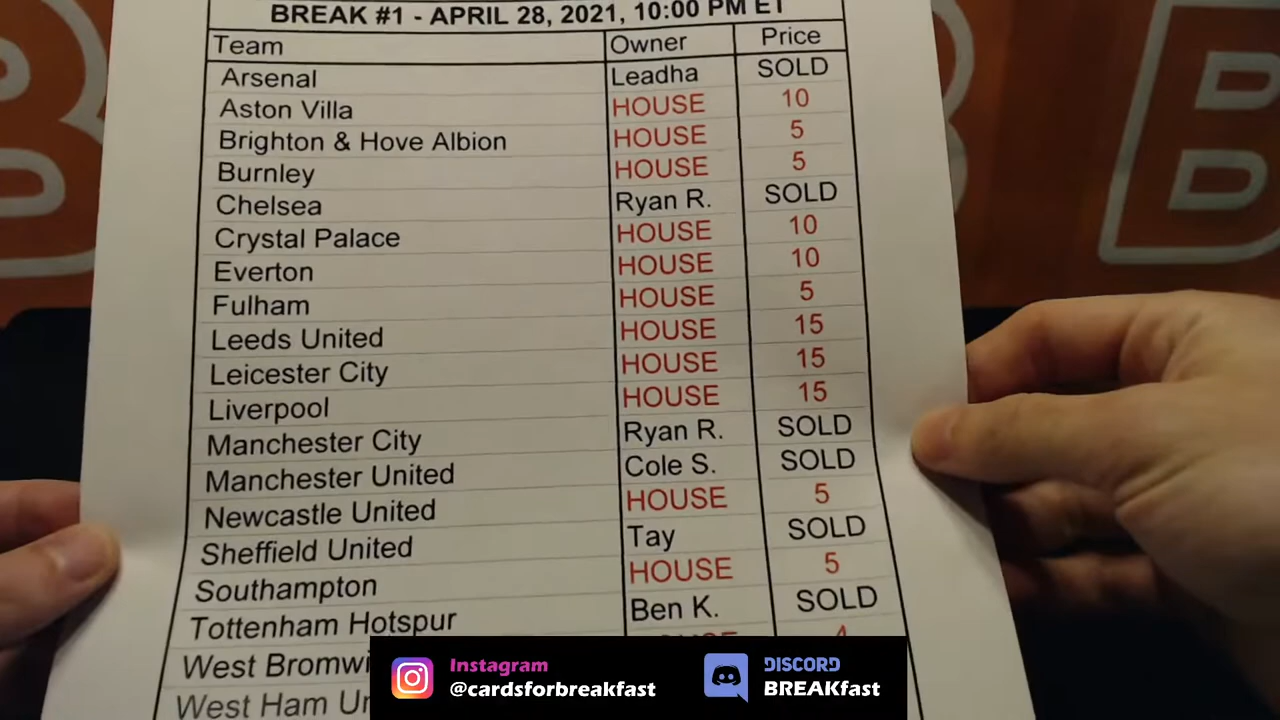 BREAK #1 - APRIL 28, 2021, 10:00 PM ET
Team Owner Price
Arsenal Leadha SOLD
Aston Villa HOUSE 10
Brighton & Hove Albion HOUSE 5
Burnley HOUSE 5
Chelsea Ryan R. SOLD
Crystal Palace HOUSE 10
Everton HOUSE 10
Fulham HOUSE 5
Leeds United HOUSE 15
Leicester City HOUSE 15
Liverpool HOUSE 15
Manchester City Ryan R. SOLD
Manchester United Cole S. SOLD
Newcastle United HOUSE 5
Sheffield United Tay SOLD
Southampton HOUSE 5
Tottenham Hotspur Ben K. SOLD
West
West Ham
Instagram
@cardsforbreakfast
DISCORD
BREAKfast
B
B